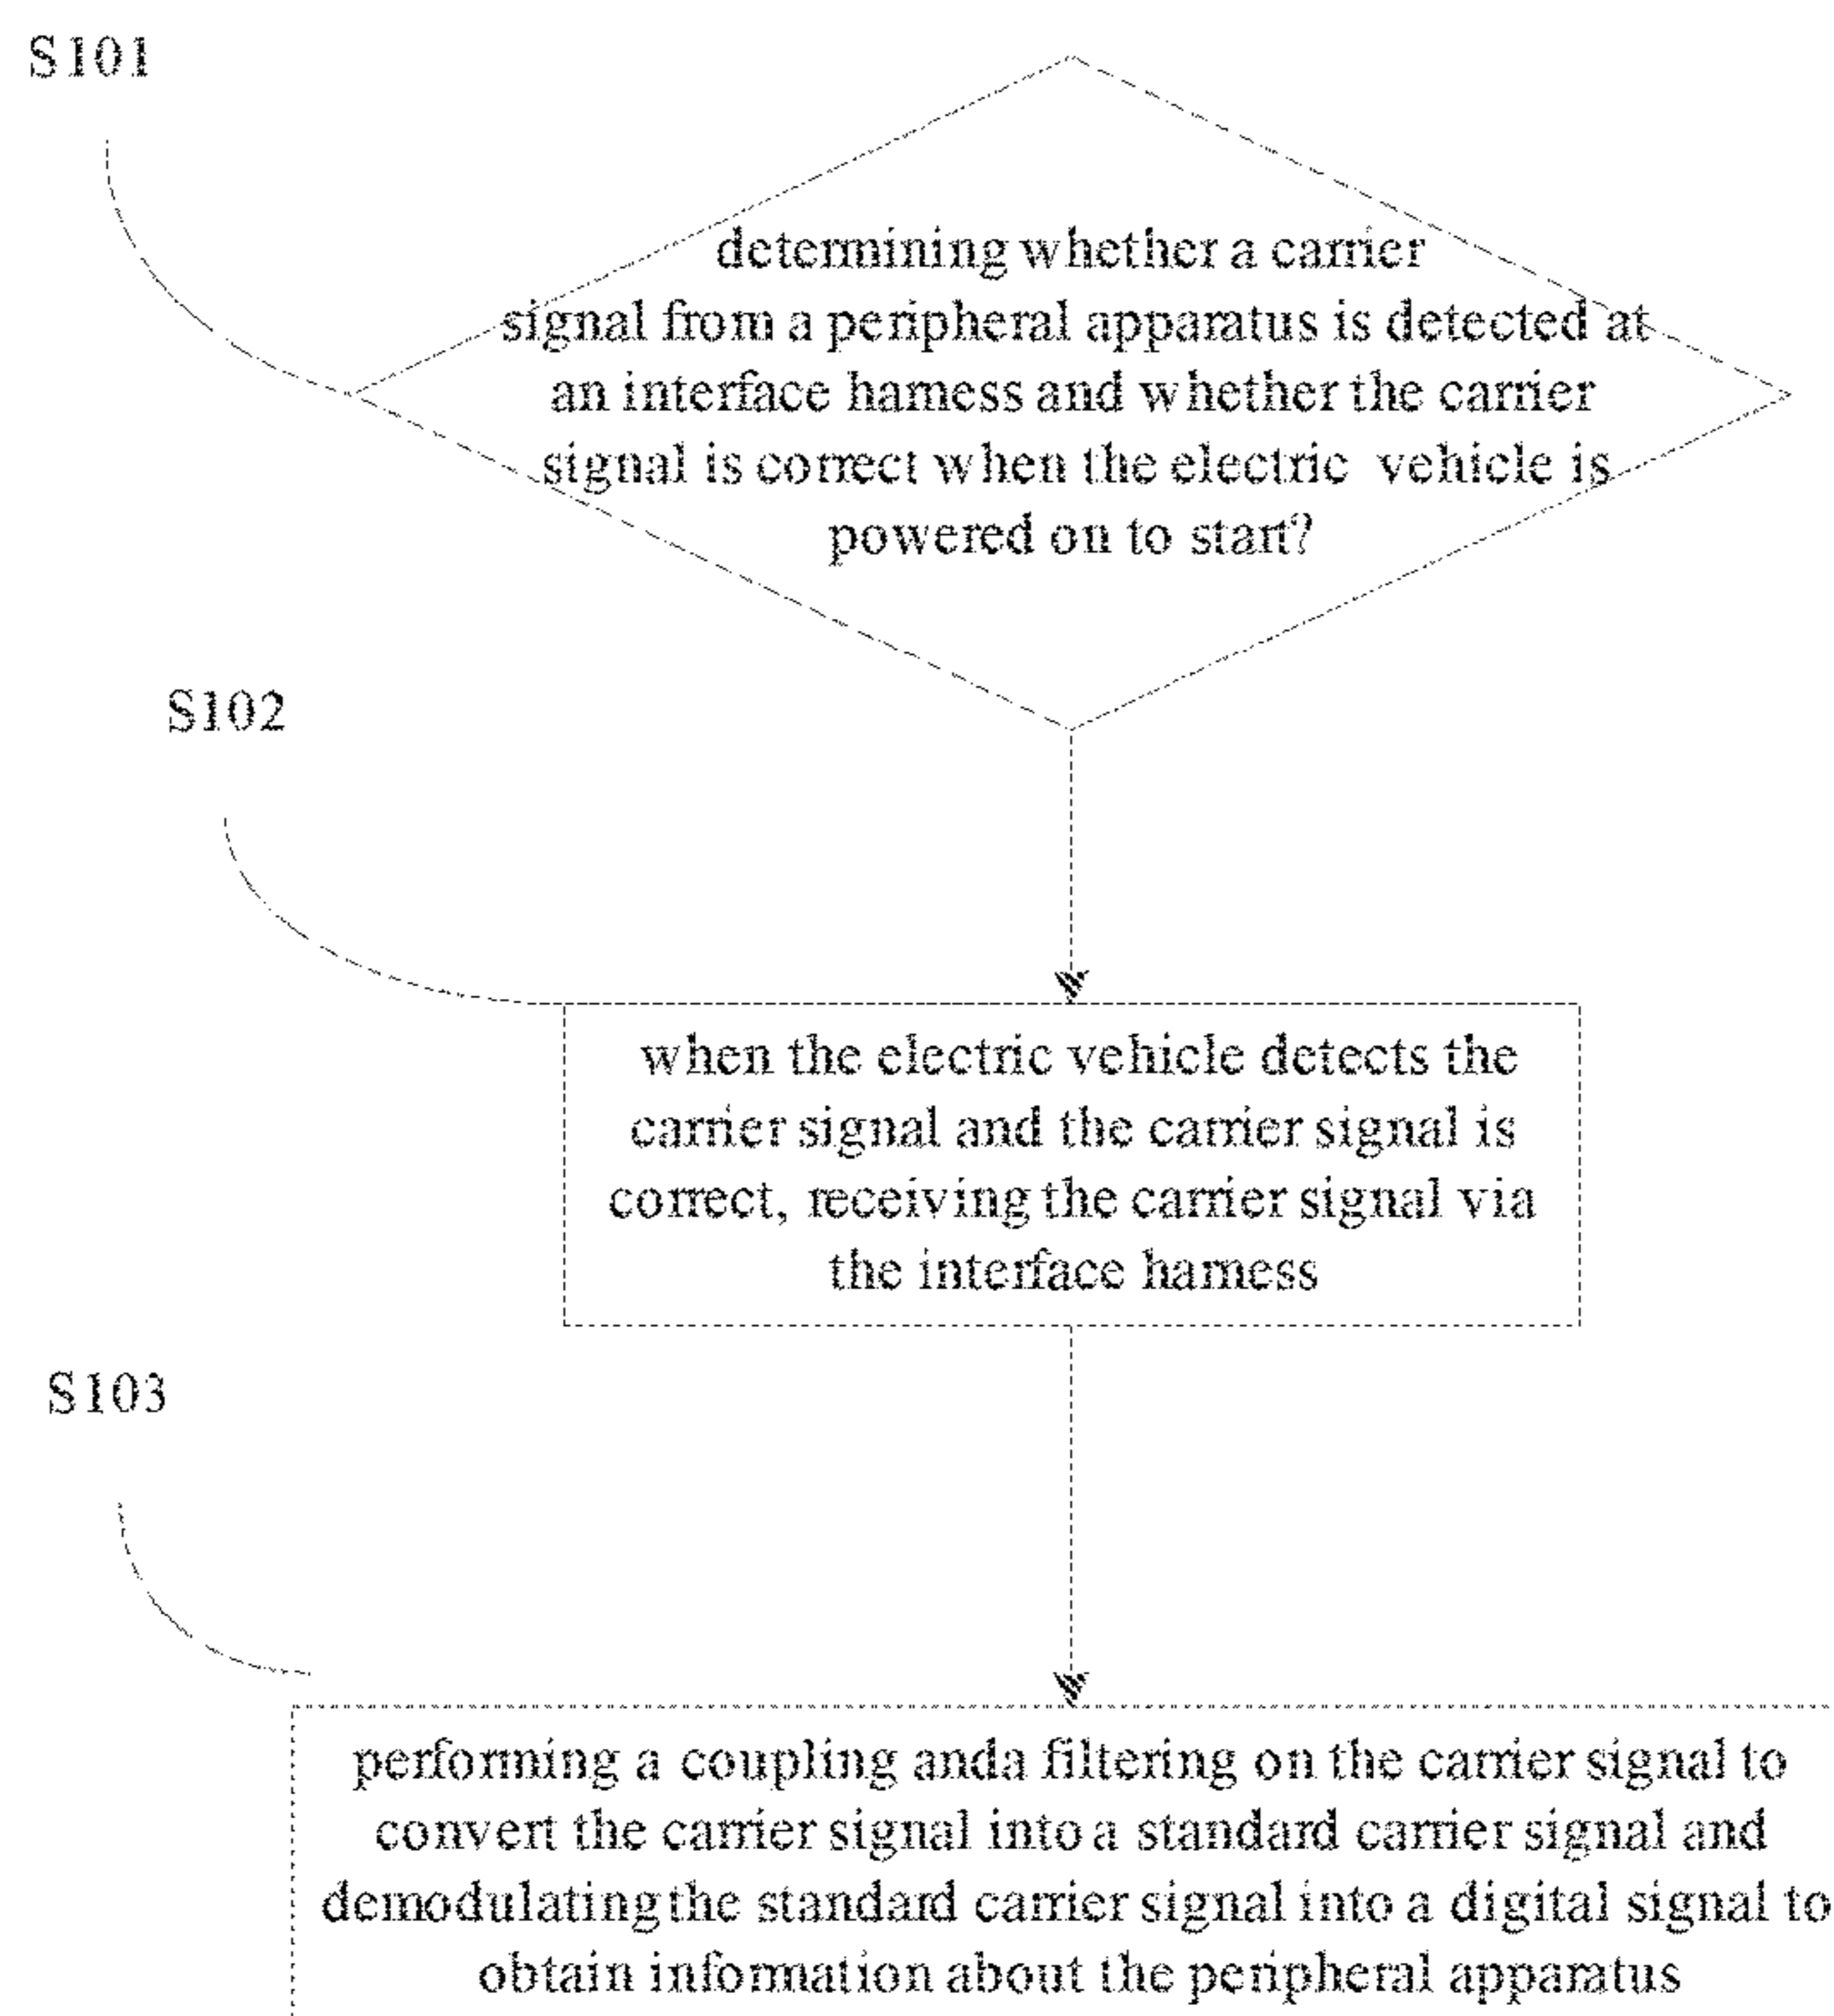 S101
determining whether a carrier
signal from a peripheral apparatus is detected at
an interface harness and whether the carrier
signal is correct when the electric vehicle is
powered on to start?
S102
when the electric vehicle detects the
carrier signal and the carrier signal is
correct, receiving the carrier signal via
the interface harness
S103
performing a coupling anda filtering on the carrier signal to
convert the carrier signal into a standard carrier signal and
demodulating the standard carrier signal into a digital signal to
obtain information about the peripheral apparatus